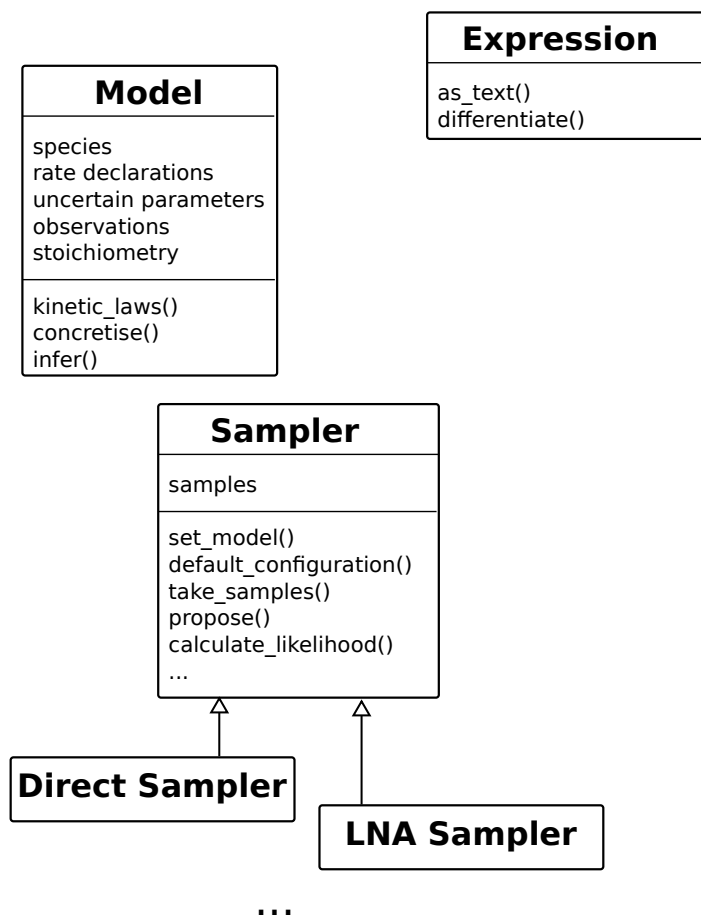 Expression
as_text()
differentiate()
Model
species
rate declarations
uncertain parameters
observations
stoichiometry
kinetic_laws()
concretise()
infer()
Sampler
samples
set_model()
default_configuration()
take_samples()
propose()
calculate_likelihood()
...
Direct Sampler
LNA Sampler
...